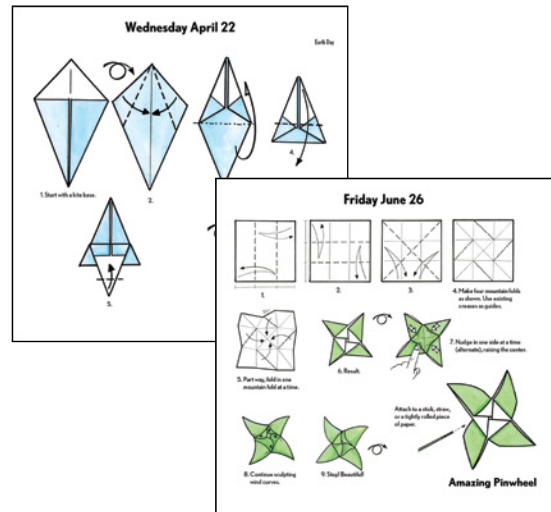 Wednesday April 22
Earth Day
1. Start with a kite base.
2.
4.
5.
Friday June 26
1.
2.
3.
4. Make four mountain folds
as shown. Use existing
creases as guides.
5. Part way, fold in one
mountain fold at a time.
6. Result.
7. Nudge in one side at a time
(alternate), raising the center.
8. Continue sculpting
wind curves.
9. Stop! Beautiful!
Attach to a stick, straw,
or a tightly rolled piece
of paper.
Amazing Pinwheel